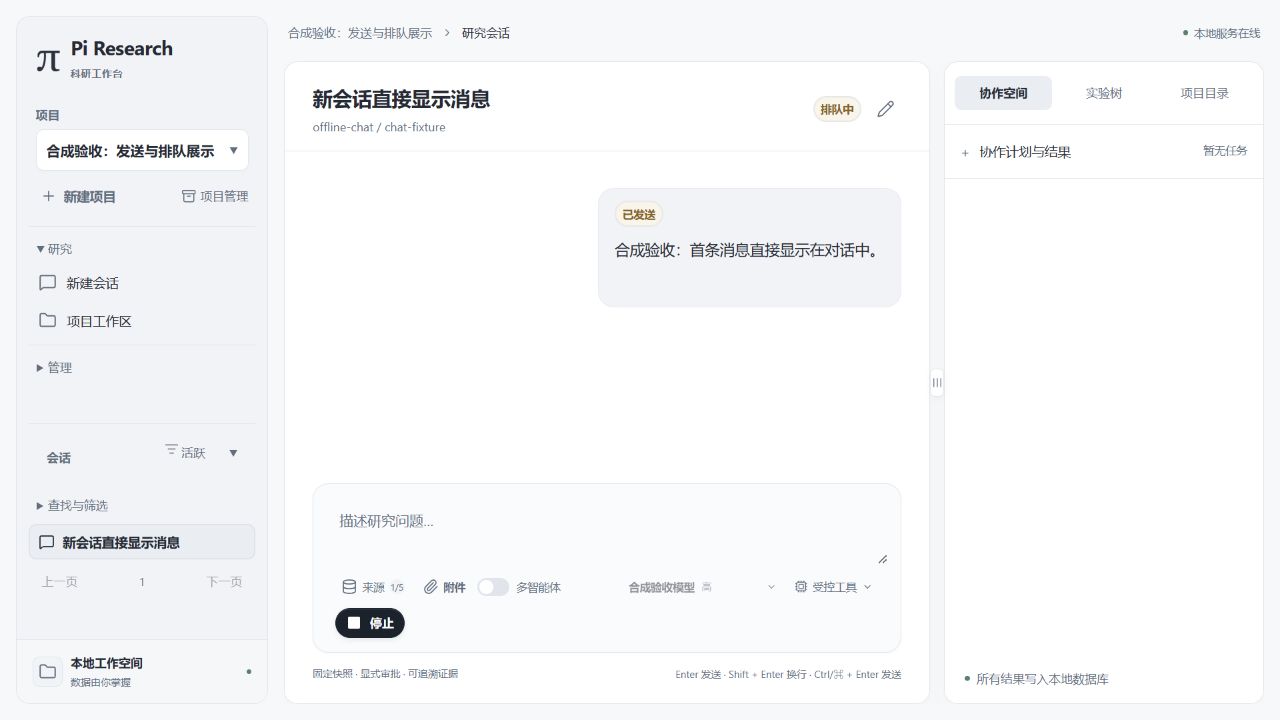 Pi Research
科研工作台
项目
合成验收：发送与排队展示
新建项目
项目管理
研究
新建会话
项目工作区
管理
会话
活跃
查找与筛选
新会话直接显示消息
上一页 1 下一页
本地工作空间
数据由你掌握
合成验收：发送与排队展示 › 研究会话
本地服务在线
新会话直接显示消息
offline-chat / chat-fixture
排队中
已发送
合成验收：首条消息直接显示在对话中。
描述研究问题...
来源 1/5 附件 多智能体 合成验收模型 高 受控工具
停止
固定快照 · 显式审批 · 可追溯证据
Enter 发送 · Shift + Enter 换行 · Ctrl/⌘ + Enter 发送
协作空间 实验树 项目目录
+ 协作计划与结果 暂无任务
所有结果写入本地数据库